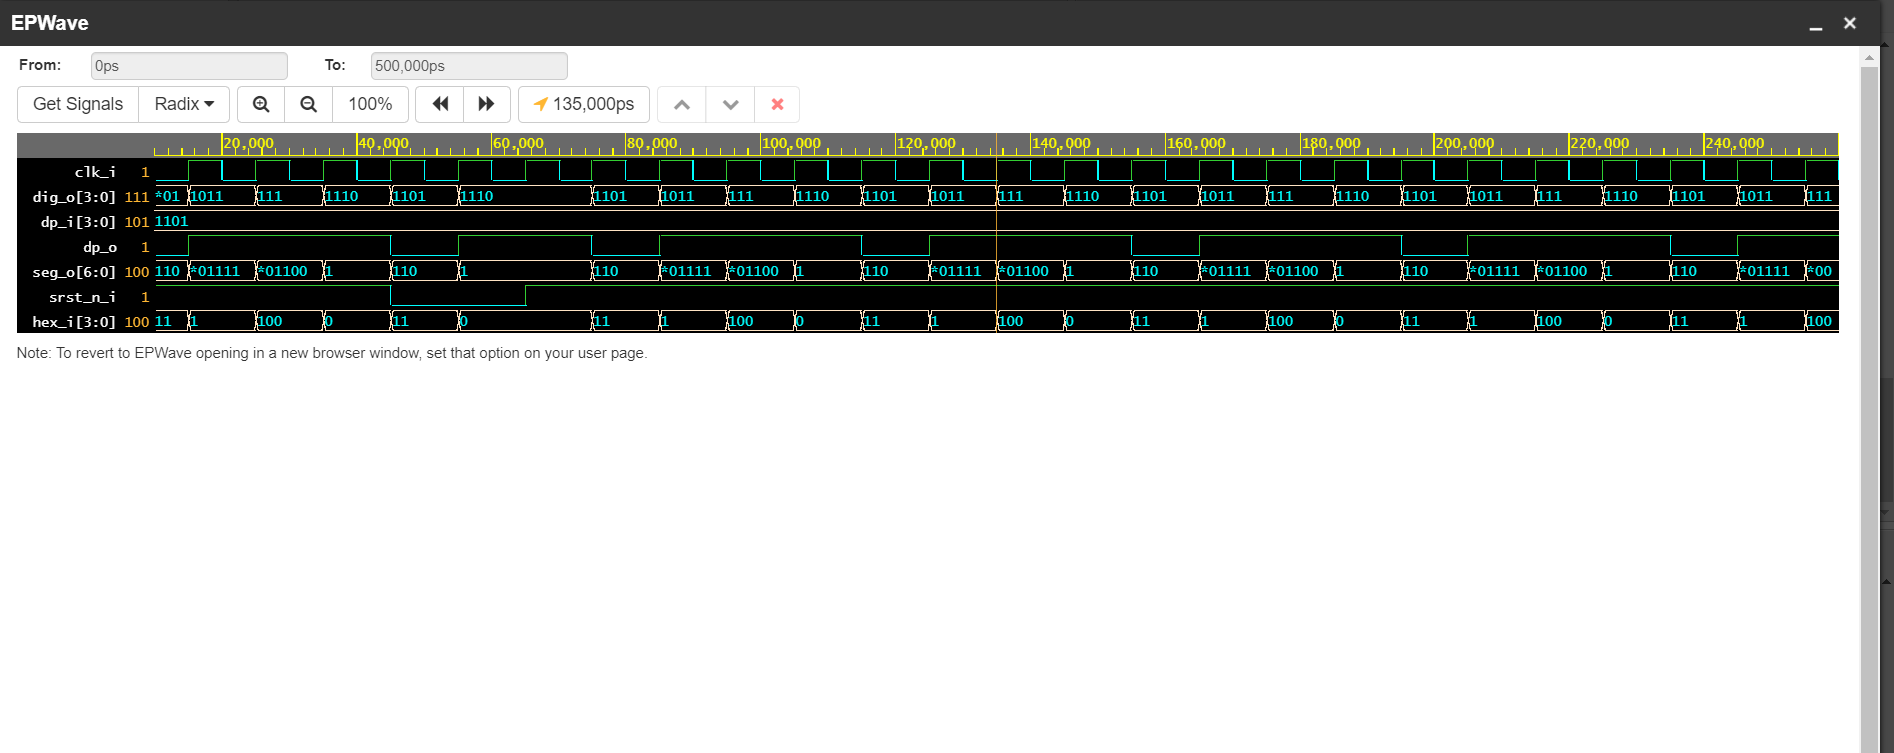 EPWave
From: 0ps To: 500,000ps
Get Signals Radix 100% 135,000ps
20,000 40,000 60,000 80,000 100,000 120,000 140,000 160,000 180,000 200,000 220,000 240,000
clk_i 1
dig_o[3:0] 111 *01 1011 111 1110 1101 1110 1101 1011 111 1110 1101 1011 111 1110 1101 1011 111 1110 1101 1011 111 1110 1101 1011 111
dp_i[3:0] 101 1101
dp_o 1
seg_o[6:0] 100 110 *01111 *01100 1 110 1 110 *01111 *01100 1 110 *01111 *01100 1 110 *01111 *01100 1 110 *01111 *01100 1 110 *01111 *00
srst_n_i 1
hex_i[3:0] 100 11 1 100 0 11 0 11 1 100 0 11 1 100 0 11 1 100 0 11 1 100 0 11 1 100
Note: To revert to EPWave opening in a new browser window, set that option on your user page.